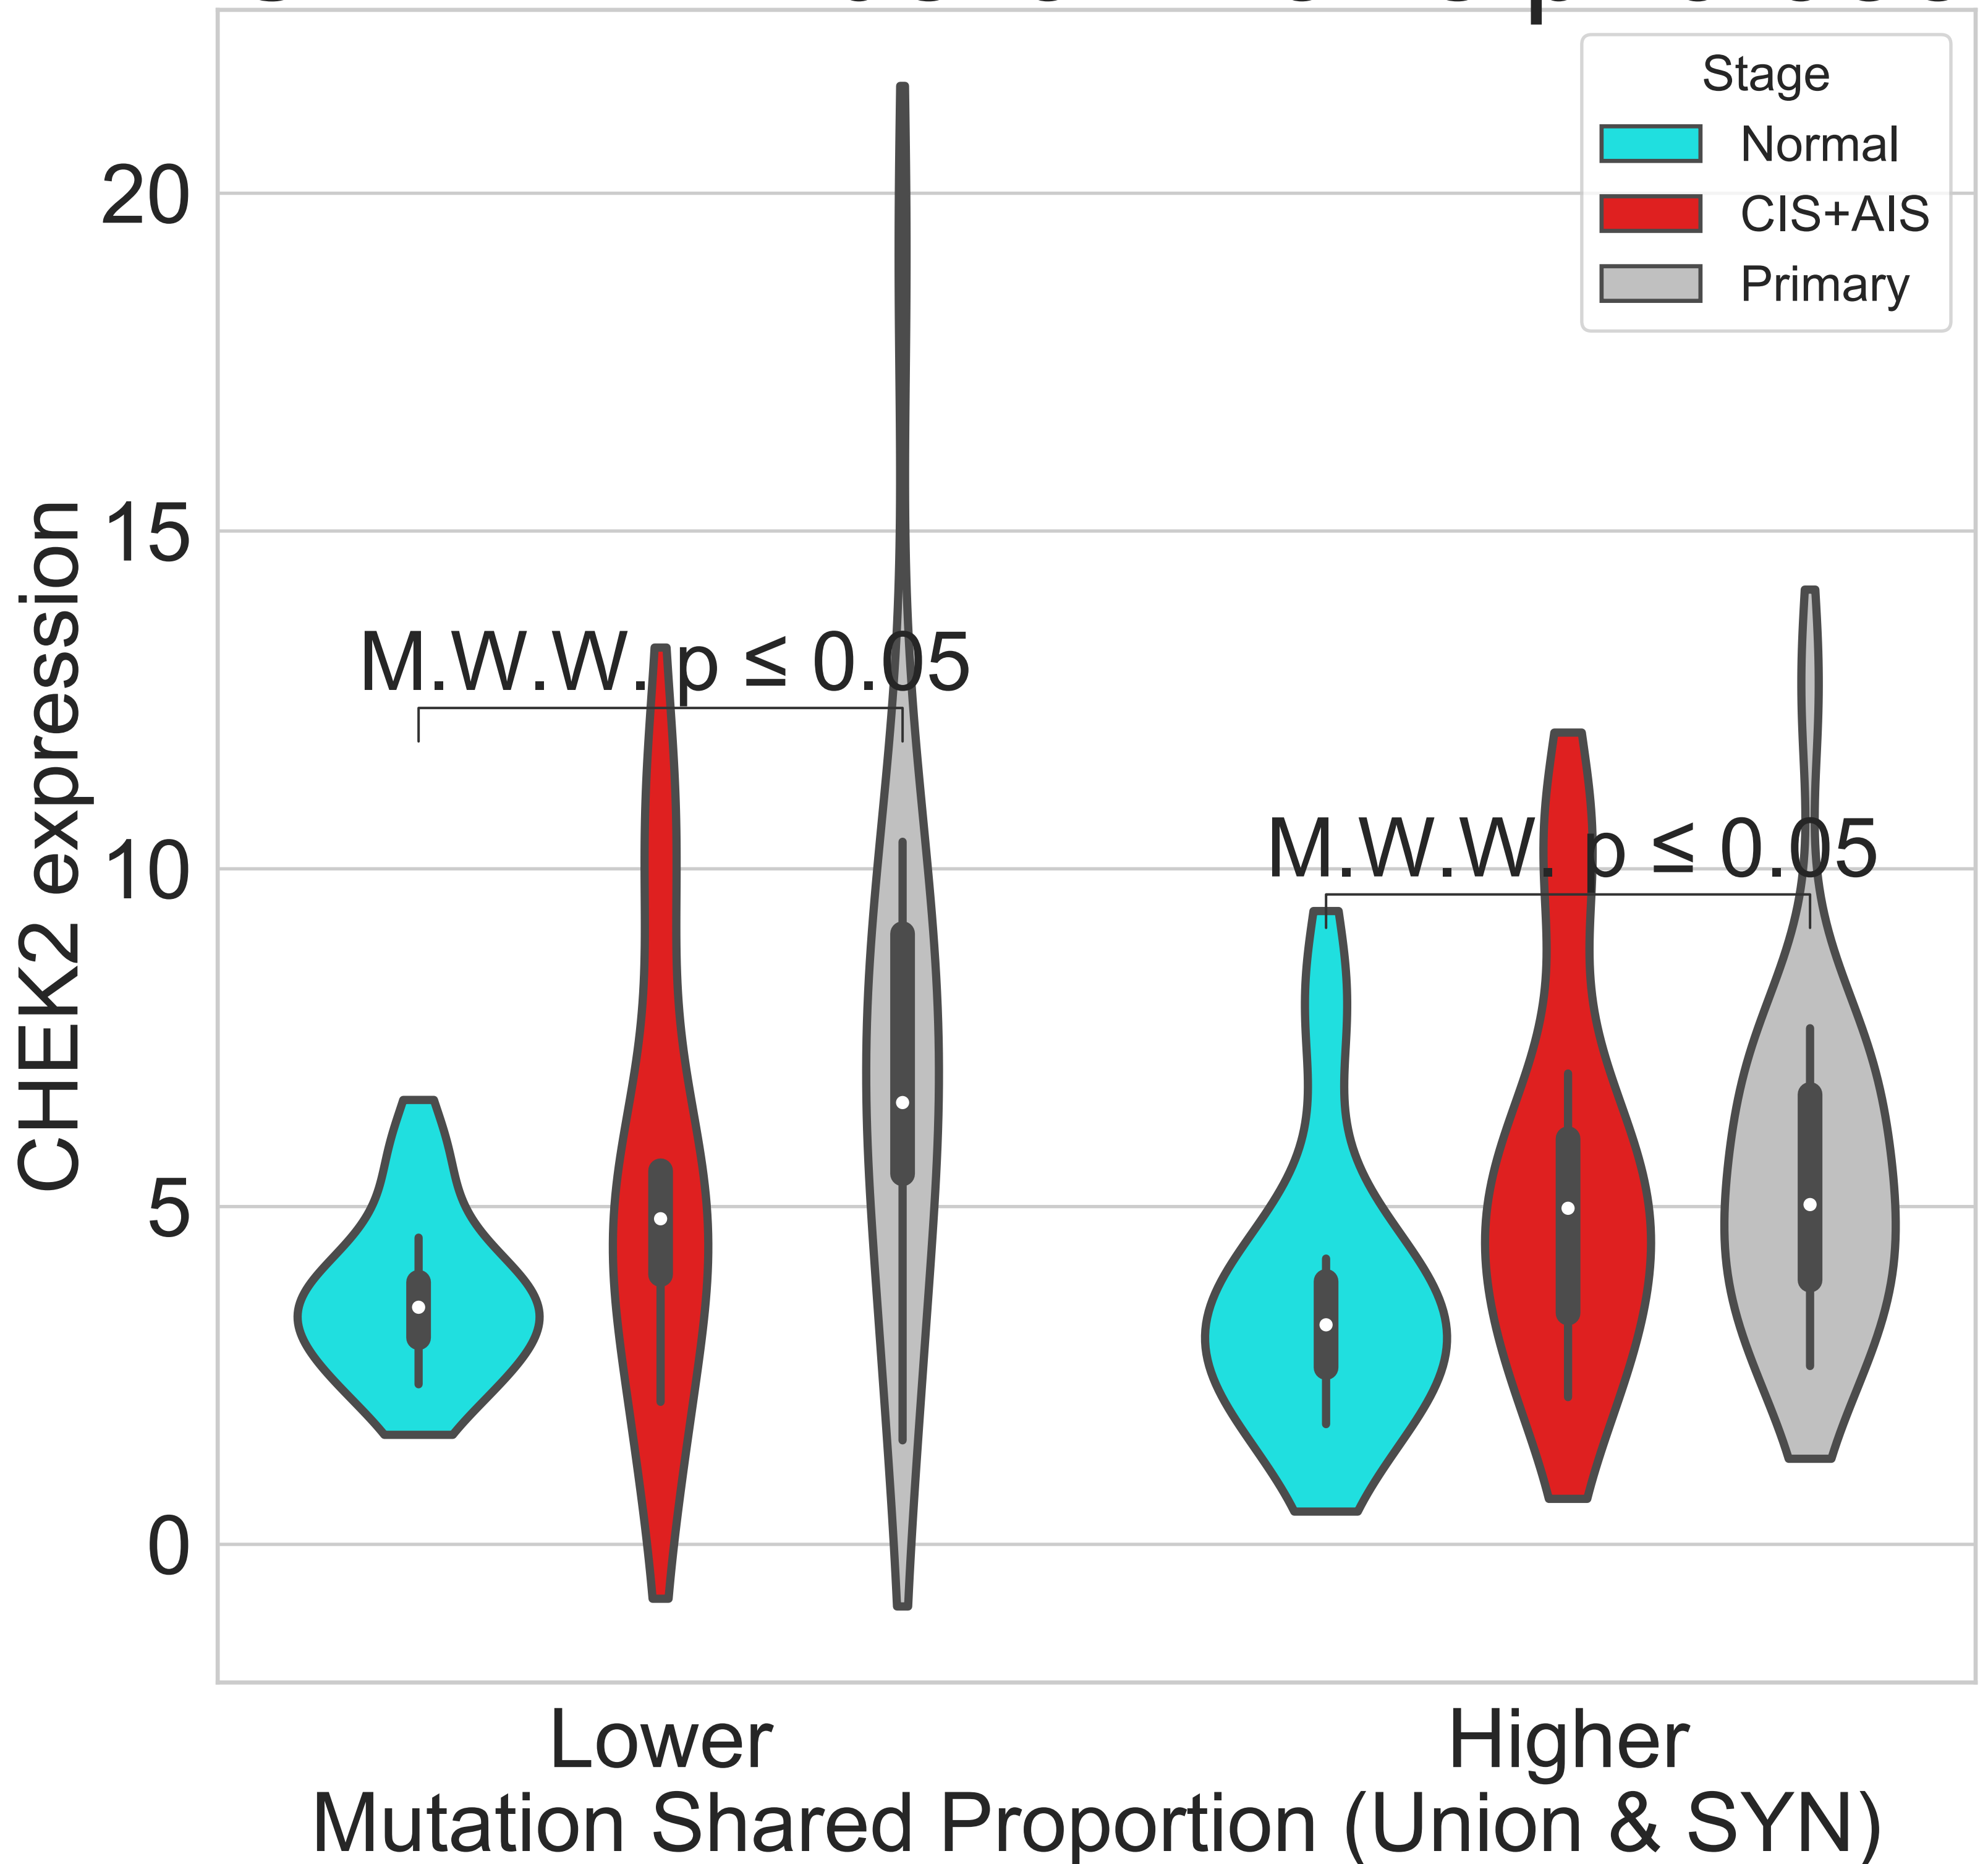 Stage
Normal
CIS+AIS
Primary
20
15
10
5
0
CHEK2 expression
M.W.W. p ≤ 0.05
M.W.W. p ≤ 0.05
Lower
Higher
Mutation Shared Proportion (Union & SYN)